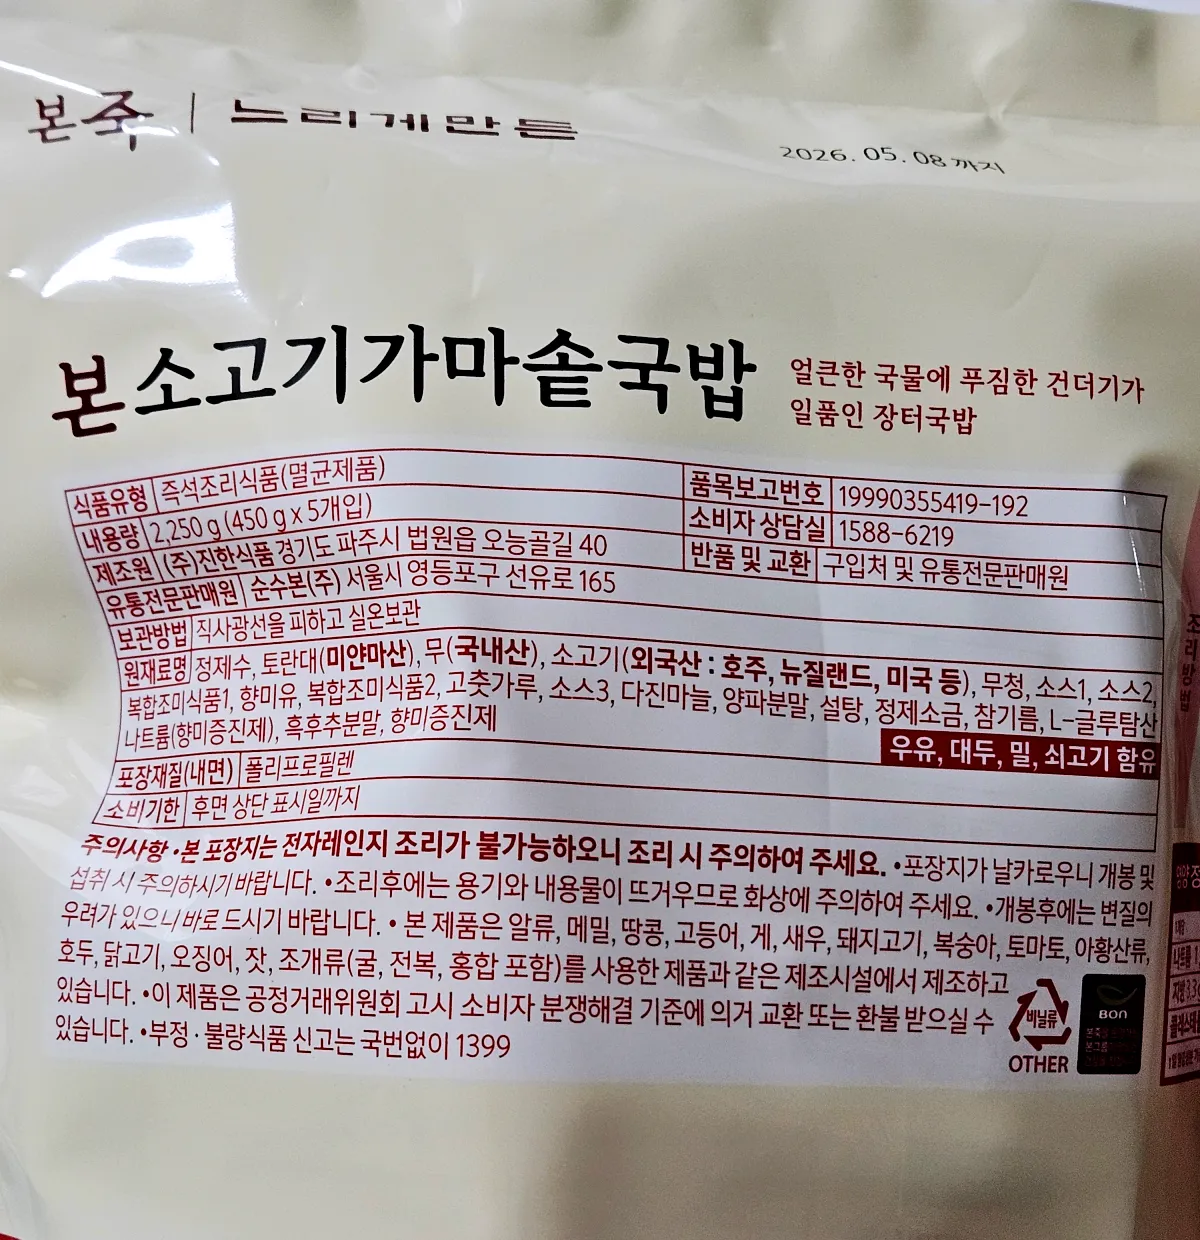 본죽 | 느리게만든
2026. 05. 08 까지
본소고기가마솥국밥
얼큰한 국물에 푸짐한 건더기가
일품인 장터국밥
식품유형 즉석조리식품(멸균제품)
품목보고번호 19990355419-192
내용량 2,250 g (450 g x 5개입)
소비자 상담실 1588-6219
제조원 (주)진한식품 경기도 파주시 법원읍 오능골길 40
반품 및 교환 구입처 및 유통전문판매원
유통전문판매원 순수본(주) 서울시 영등포구 선유로 165
보관방법 직사광선을 피하고 실온보관
원재료명 정제수, 토란대(미얀마산), 무(국내산), 소고기(외국산 : 호주, 뉴질랜드, 미국 등), 무청, 소스1, 소스2,
복합조미식품1, 향미유, 복합조미식품2, 고춧가루, 소스3, 다진마늘, 양파분말, 설탕, 정제소금, 참기름, L-글루탐산
나트륨(향미증진제), 흑후추분말, 향미증진제
우유, 대두, 밀, 쇠고기 함유
포장재질(내면) 폴리프로필렌
소비기한 후면 상단 표시일까지
주의사항 •본 포장지는 전자레인지 조리가 불가능하오니 조리 시 주의하여 주세요. •포장지가 날카로우니 개봉 및
섭취 시 주의하시기 바랍니다. •조리후에는 용기와 내용물이 뜨거우므로 화상에 주의하여 주세요. •개봉후에는 변질의
우려가 있으니 바로 드시기 바랍니다. • 본 제품은 알류, 메밀, 땅콩, 고등어, 게, 새우, 돼지고기, 복숭아, 토마토, 아황산류,
호두, 닭고기, 오징어, 잣, 조개류(굴, 전복, 홍합 포함)를 사용한 제품과 같은 제조시설에서 제조하고
있습니다. •이 제품은 공정거래위원회 고시 소비자 분쟁해결 기준에 의거 교환 또는 환불 받으실 수
있습니다. •부정 · 불량식품 신고는 국번없이 1399
비닐류
OTHER
BON
조리방법